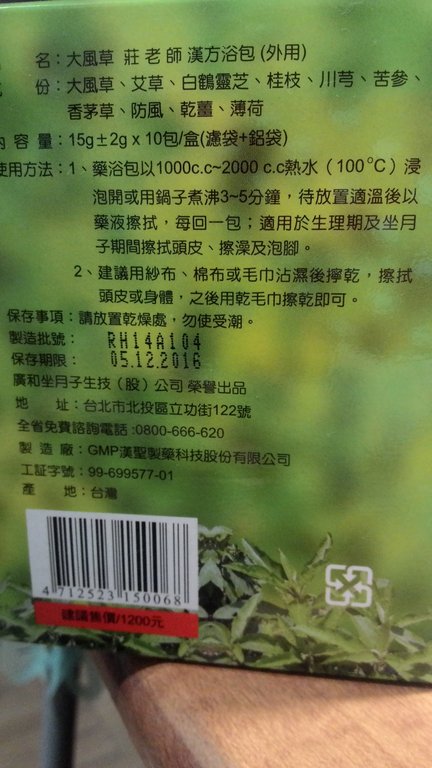 名：大風草 莊老師 漢方浴包 (外用)
份：大風草、艾草、白鶴靈芝、桂枝、川芎、苦參、
香茅草、防風、乾薑、薄荷
內 容 量：15g±2g x 10包/盒(濾袋+鋁袋)
使用方法：1、藥浴包以1000c.c~2000 c.c熱水（100℃）浸
泡開或用鍋子煮沸3~5分鐘，待放置適溫後以
藥液擦拭，每回一包；適用於生理期及坐月
子期間擦拭頭皮、擦澡及泡腳。
2、建議用紗布、棉布或毛巾沾濕後擰乾，擦拭
頭皮或身體，之後用乾毛巾擦乾即可。
保存事項：請放置乾燥處，勿使受潮。
製造批號： RH14A104
保存期限： 05.12.2016
廣和坐月子生技（股）公司 榮譽出品
地 址：台北市北投區立功街122號
全省免費諮詢電話:0800-666-620
製 造 廠：GMP漢聖製藥科技股份有限公司
工証字號：99-699577-01
產 地：台灣
4 712523 150068
建議售價/1200元